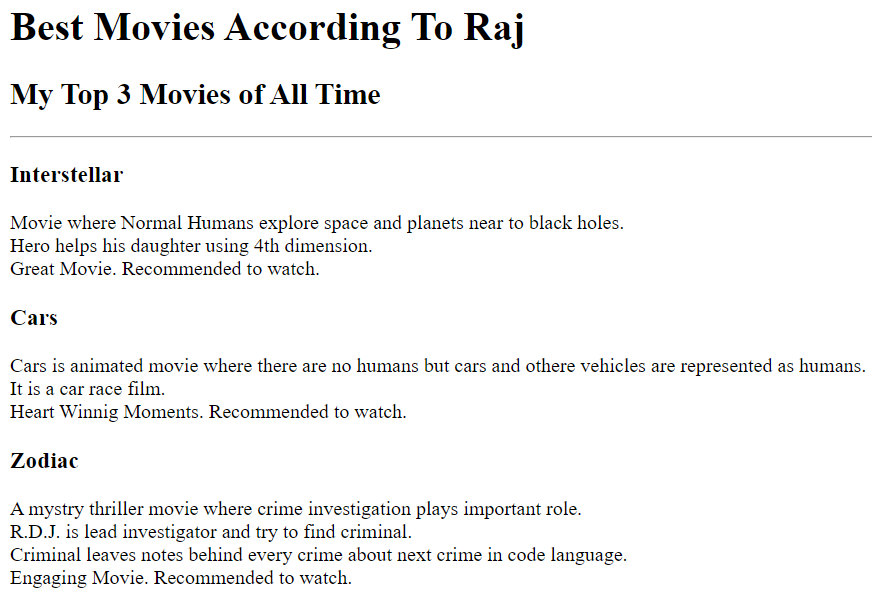 Best Movies According To Raj
My Top 3 Movies of All Time
Interstellar
Movie where Normal Humans explore space and planets near to black holes.
Hero helps his daughter using 4th dimension.
Great Movie. Recommended to watch.
Cars
Cars is animated movie where there are no humans but cars and othere vehicles are represented as humans.
It is a car race film.
Heart Winnig Moments. Recommended to watch.
Zodiac
A mystry thriller movie where crime investigation plays important role.
R.D.J. is lead investigator and try to find criminal.
Criminal leaves notes behind every crime about next crime in code language.
Engaging Movie. Recommended to watch.